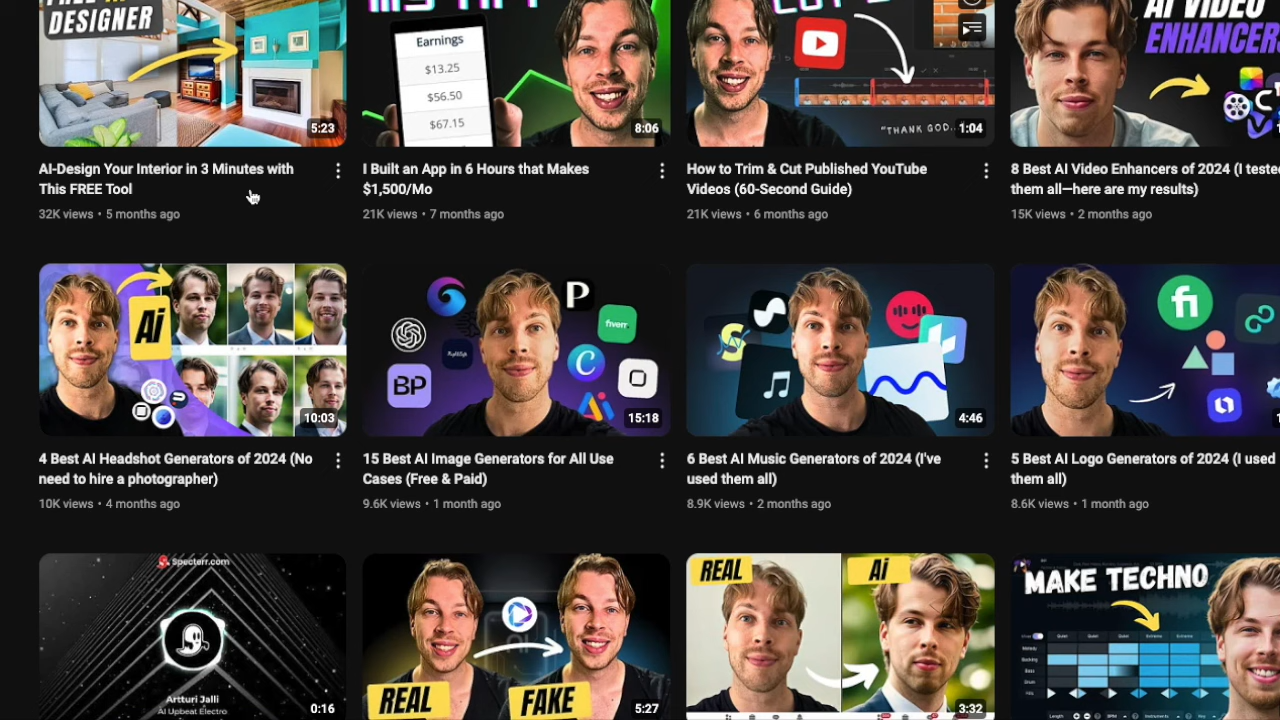 DESIGNER
5:23
Earnings
$13.25
$56.50
$67.15
8:06
"THANK GOD..
1:04
AI VIDEO
ENHANCER
AI-Design Your Interior in 3 Minutes with
This FREE Tool
32K views • 5 months ago
I Built an App in 6 Hours that Makes
$1,500/Mo
21K views • 7 months ago
How to Trim & Cut Published YouTube
Videos (60-Second Guide)
21K views • 6 months ago
8 Best AI Video Enhancers of 2024 (I tested
them all—here are my results)
15K views • 2 months ago
Ai
10:03
P
fiverr
BP
C
15:18
4:46
fi
4 Best AI Headshot Generators of 2024 (No
need to hire a photographer)
10K views • 4 months ago
15 Best AI Image Generators for All Use
Cases (Free & Paid)
9.6K views • 1 month ago
6 Best AI Music Generators of 2024 (I've
used them all)
8.9K views • 2 months ago
5 Best AI Logo Generators of 2024 (I used
them all)
8.6K views • 1 month ago
Specterr.com
Artturi Jalli
AI Upbeat Electro
0:16
REAL
FAKE
5:27
REAL
Ai
3:32
MAKE TECHNO